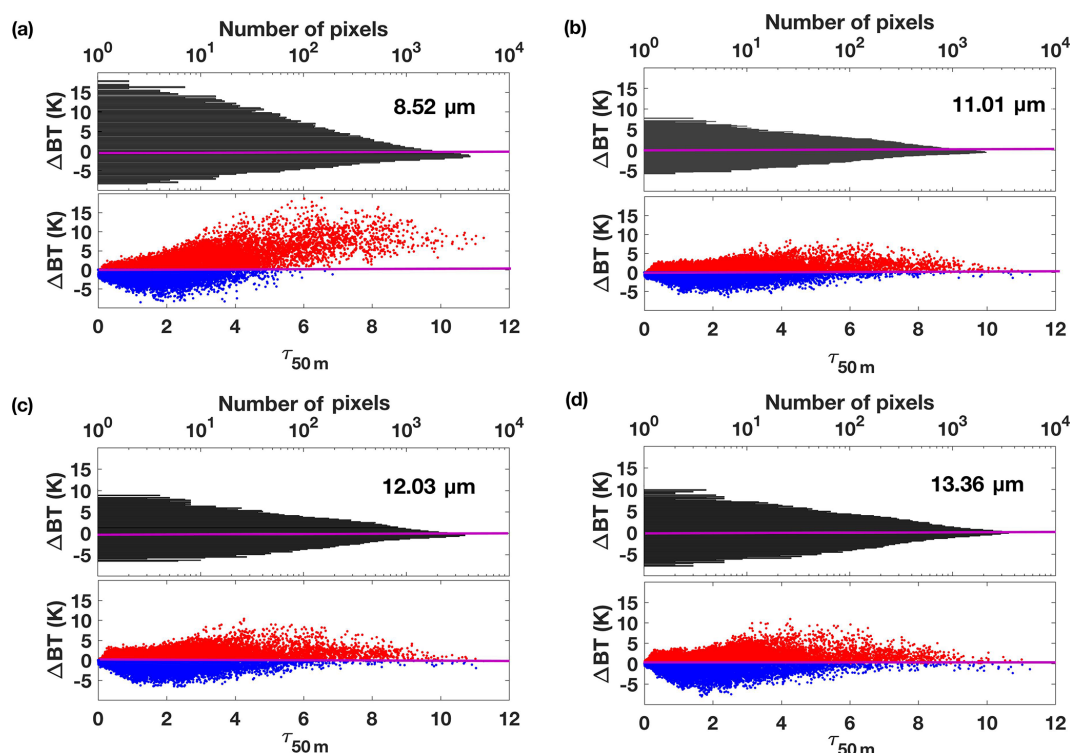 (a) Number of pixels
10^0 10^1 10^2 10^3 10^4
ΔBT (K)
15
10
5
0
-5
8.52 μm
ΔBT (K)
15
10
5
0
-5
0 2 4 6 8 10 12
τ_50 m
(b) Number of pixels
10^0 10^1 10^2 10^3 10^4
ΔBT (K)
15
10
5
0
-5
11.01 μm
ΔBT (K)
15
10
5
0
-5
0 2 4 6 8 10 12
τ_50 m
(c) Number of pixels
10^0 10^1 10^2 10^3 10^4
ΔBT (K)
15
10
5
0
-5
12.03 μm
ΔBT (K)
15
10
5
0
-5
0 2 4 6 8 10 12
τ_50 m
(d) Number of pixels
10^0 10^1 10^2 10^3 10^4
ΔBT (K)
15
10
5
0
-5
13.36 μm
ΔBT (K)
15
10
5
0
-5
0 2 4 6 8 10 12
τ_50 m